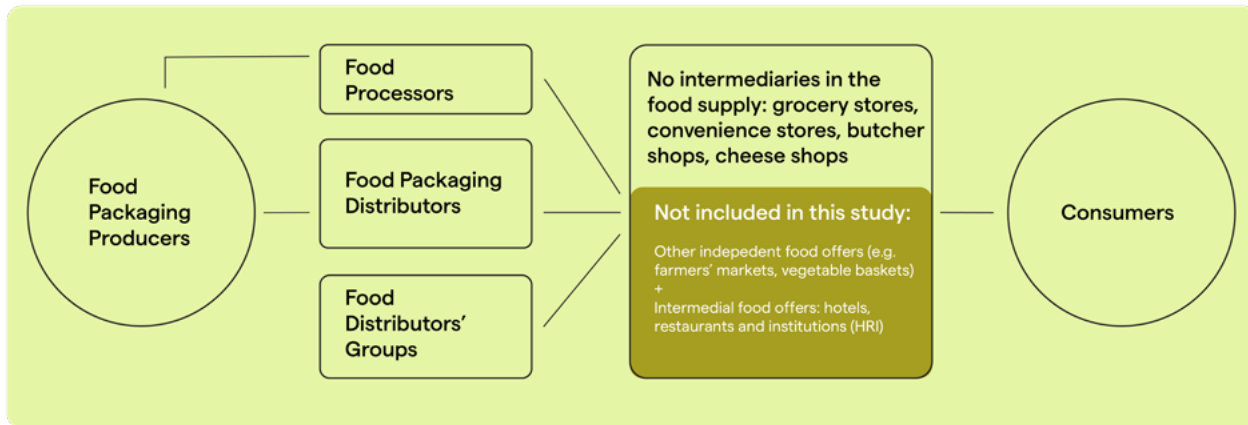 Food
Packaging
Producers
Food
Processors
Food Packaging
Distributors
Food
Distributors’
Groups
No intermediaries in the
food supply: grocery stores,
convenience stores, butcher
shops, cheese shops
Not included in this study:
Other indepedent food offers (e.g.
farmers’ markets, vegetable baskets)
+
Intermedial food offers: hotels,
restaurants and institutions (HRI)
Consumers